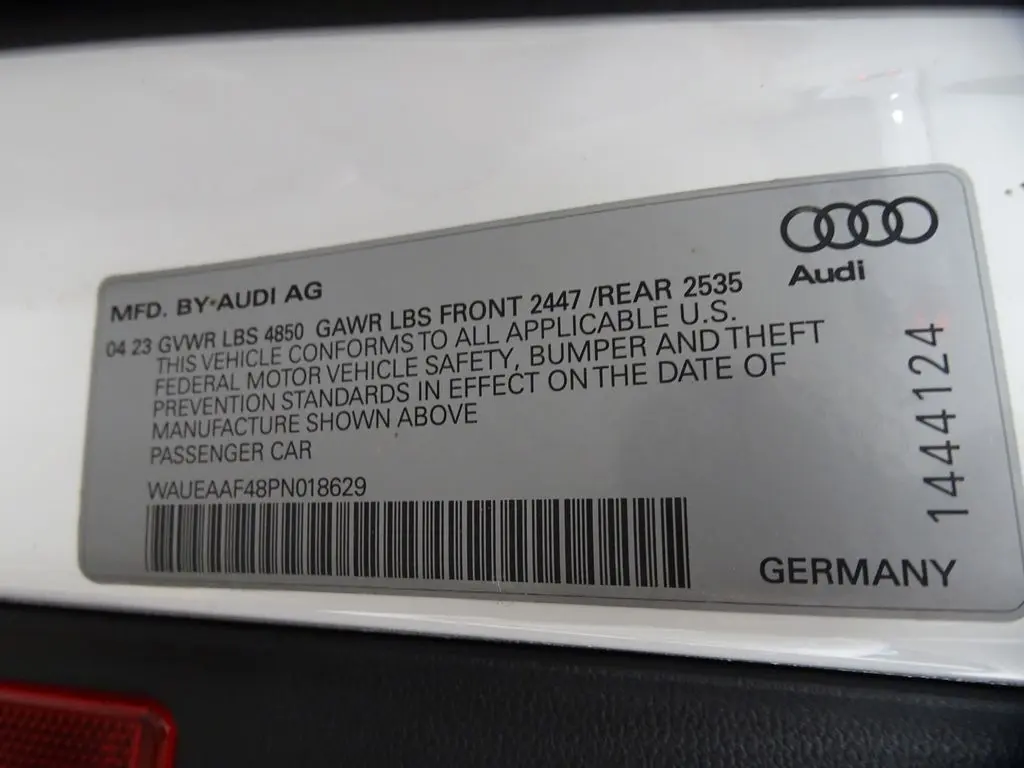 Audi
MFD. BY·AUDI AG
04 23 GVWR LBS 4850 GAWR LBS FRONT 2447 /REAR 2535
THIS VEHICLE CONFORMS TO ALL APPLICABLE U.S.
FEDERAL MOTOR VEHICLE SAFETY, BUMPER AND THEFT
PREVENTION STANDARDS IN EFFECT ON THE DATE OF
MANUFACTURE SHOWN ABOVE
PASSENGER CAR
WAUEAAF48PN018629
1444124
GERMANY